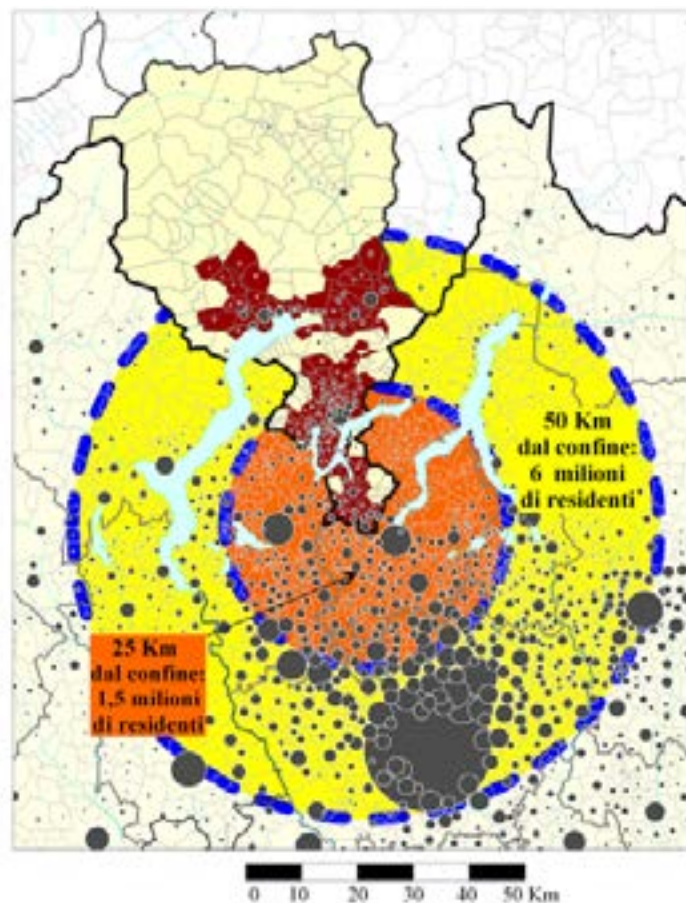 50 Km
dal confine:
6 milioni
di residenti
25 Km
dal confine:
1,5 milioni
di residenti
0 10 20 30 40 50 Km